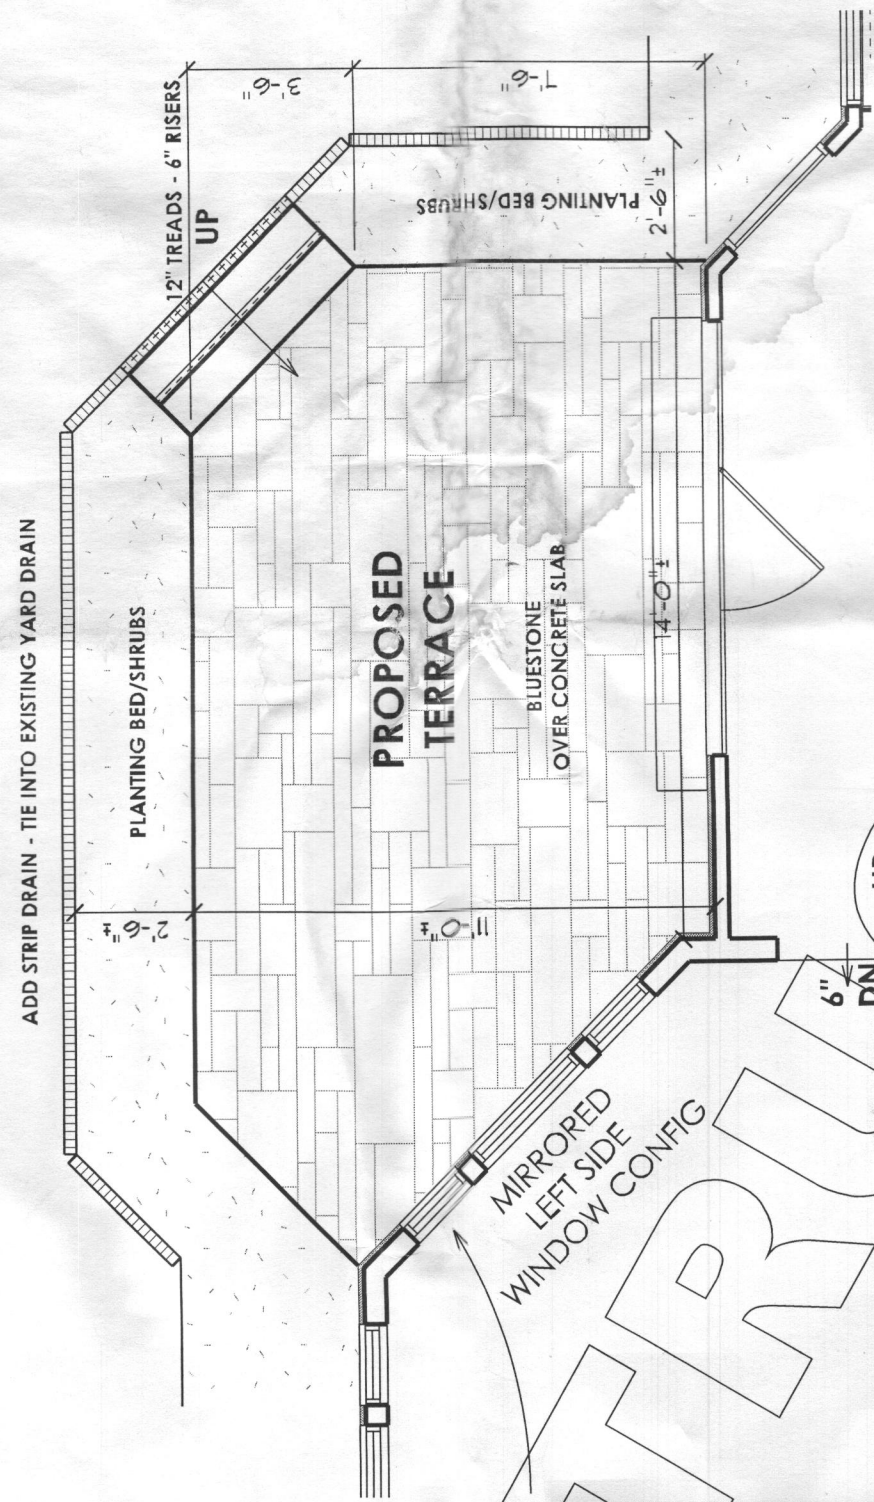 ADD STRIP DRAIN - TIE INTO EXISTING YARD DRAIN
12" TREADS - 6" RISERS
UP
3'-6"
7'-6"
PLANTING BED/SHRUBS
2'-6"±
PLANTING BED/SHRUBS
2'-6"±
11'-0"±
PROPOSED
TERRACE
BLUESTONE
OVER CONCRETE SLAB
14'-0"±
MIRRORED
LEFT SIDE
WINDOW CONFIG
6"
DN